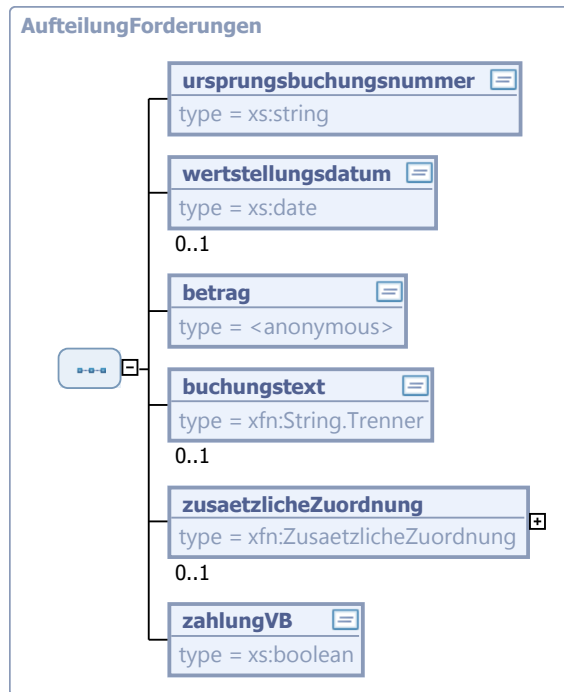 AufteilungForderungen
ursprungsbuchungsnummer
type = xs:string
wertstellungsdatum
type = xs:date
0..1
betrag
type = <anonymous>
buchungstext
type = xfn:String.Trenner
0..1
zusaetzlicheZuordnung
type = xfn:ZusaetzlicheZuordnung
0..1
zahlungVB
type = xs:boolean